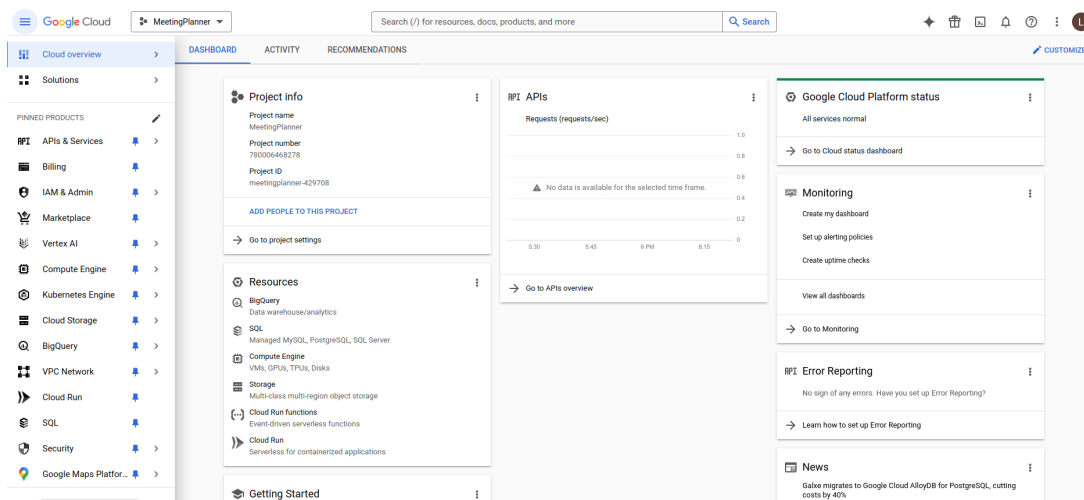 Google Cloud
MeetingPlanner
Search (/) for resources, docs, products, and more
Search
L
Cloud overview
Solutions
PINNED PRODUCTS
API APIs & Services
Billing
IAM & Admin
Marketplace
Vertex AI
Compute Engine
Kubernetes Engine
Cloud Storage
BigQuery
VPC Network
Cloud Run
SQL
Security
Google Maps Platfor...
DASHBOARD
ACTIVITY
RECOMMENDATIONS
CUSTOMIZE
Project info
Project name
MeetingPlanner
Project number
780006468278
Project ID
meetingplanner-429708
ADD PEOPLE TO THIS PROJECT
Go to project settings
Resources
BigQuery
Data warehouse/analytics
SQL
Managed MySQL, PostgreSQL, SQL Server
Compute Engine
VMs, GPUs, TPUs, Disks
Storage
Multi-class multi-region object storage
Cloud Run functions
Event-driven serverless functions
Cloud Run
Serverless for containerized applications
Getting Started
API APIs
Requests (requests/sec)
1.0
0.8
0.6
No data is available for the selected time frame.
0.4
0.2
0
5:30 5:45 6 PM 6:15
Go to APIs overview
Google Cloud Platform status
All services normal
Go to Cloud status dashboard
Monitoring
Create my dashboard
Set up alerting policies
Create uptime checks
View all dashboards
Go to Monitoring
API Error Reporting
No sign of any errors. Have you set up Error Reporting?
Learn how to set up Error Reporting
News
Galxe migrates to Google Cloud AlloyDB for PostgreSQL, cutting
costs by 40%